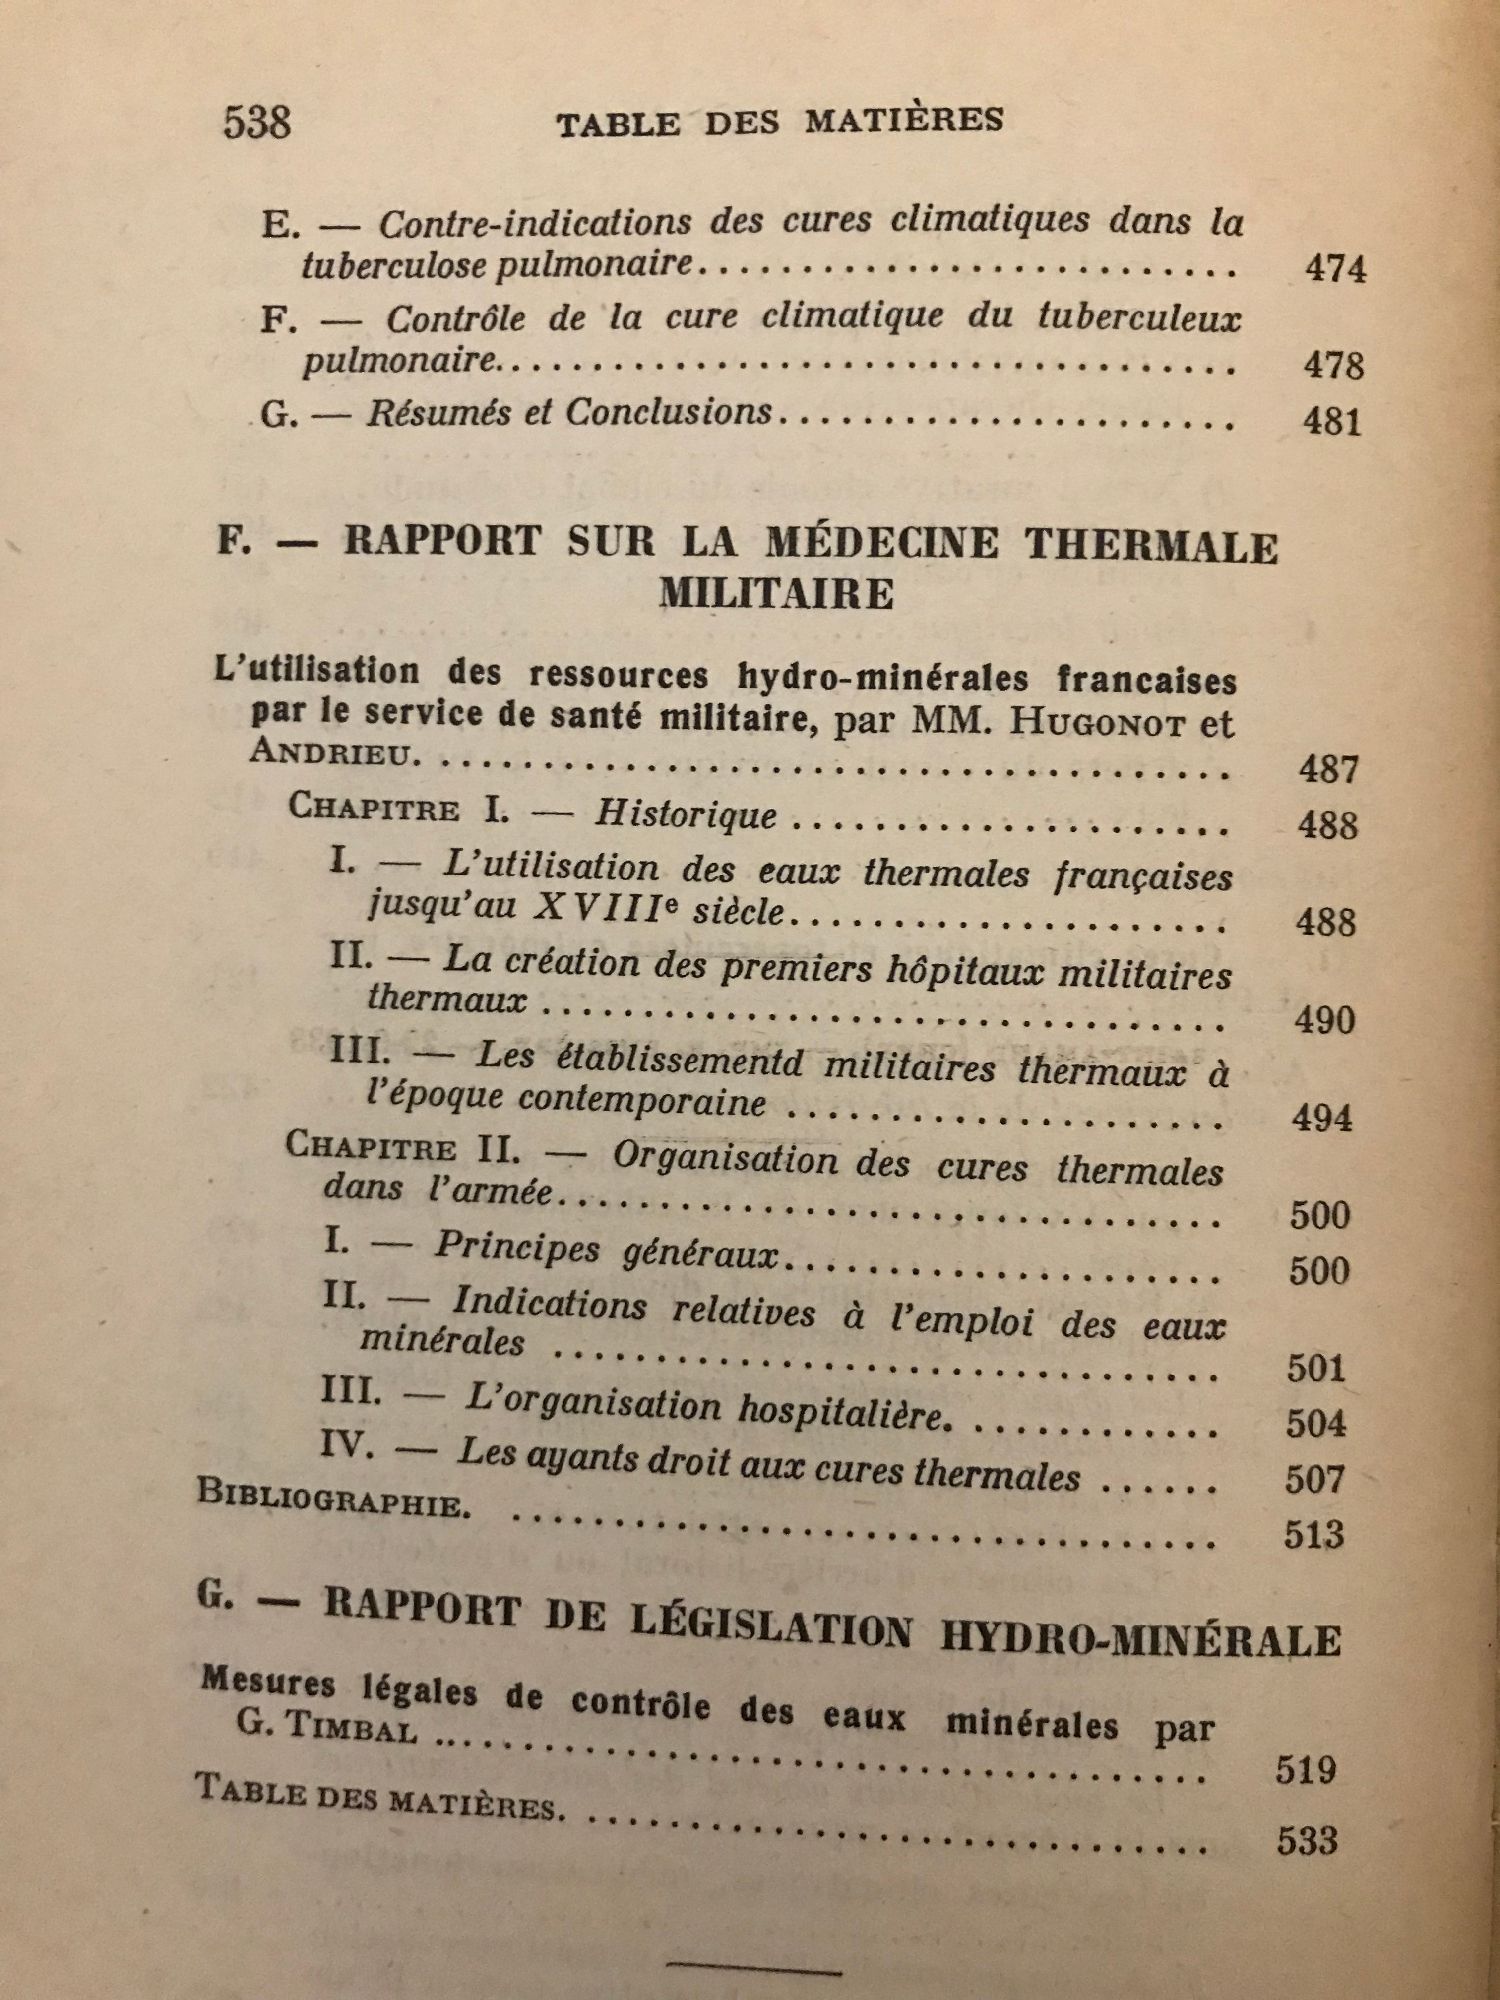 538 TABLE DES MATIÈRES
E. — Contre-indications des cures climatiques dans la
tuberculose pulmonaire.......................... 474
F. — Contrôle de la cure climatique du tuberculeux
pulmonaire.................................... 478
G. — Résumés et Conclusions...................... 481
F. — RAPPORT SUR LA MÉDECINE THERMALE
MILITAIRE
L'utilisation des ressources hydro-minérales francaises
par le service de santé militaire, par MM. HUGONOT et
ANDRIEU. ....................................... 487
CHAPITRE I. — Historique ..................... 488
I. — L'utilisation des eaux thermales françaises
jusqu'au XVIIIe siècle..................... 488
II. — La création des premiers hôpitaux militaires
thermaux ................................. 490
III. — Les établissementd militaires thermaux à
l'époque contemporaine ..................... 494
CHAPITRE II. — Organisation des cures thermales
dans l'armée................................ 500
I. — Principes généraux..................... 500
II. — Indications relatives à l'emploi des eaux
minérales ................................ 501
III. — L'organisation hospitalière. ............ 504
IV. — Les ayants droit aux cures thermales ...... 507
BIBLIOGRAPHIE. .................................. 513
G. — RAPPORT DE LÉGISLATION HYDRO-MINÉRALE
Mesures légales de contrôle des eaux minérales par
G. TIMBAL ...................................... 519
TABLE DES MATIÈRES. .............................. 533